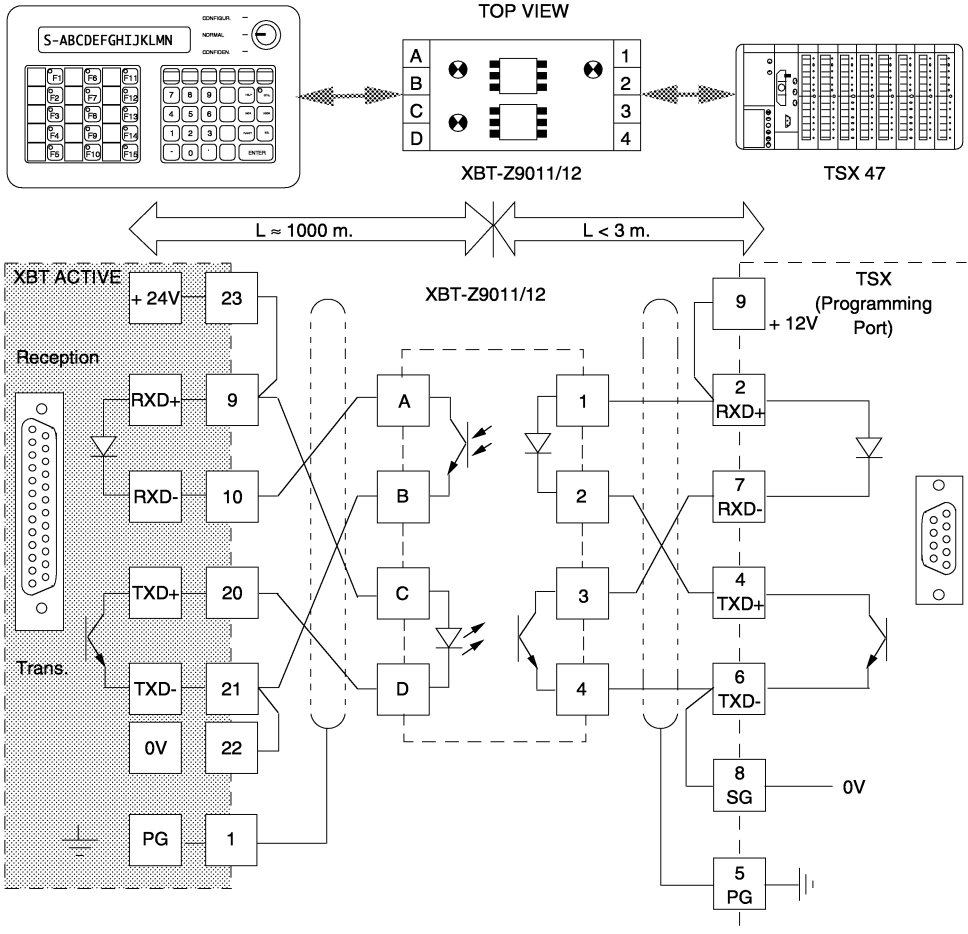 TOP VIEW
CONFIGUR.
NORMAL
CONFIDEN.
S-ABCDEFGHIJKLMN
F1 F6 F11
F2 F7 F12
F3 F8 F13
F4 F9 F14
F5 F10 F15
7 8 9
4 5 6
1 2 3
- 0 . ENTER
A 1
B 2
C 3
D 4
XBT-Z9011/12
TSX 47
L ≈ 1000 m.
L < 3 m.
XBT ACTIVE
+ 24V 23
XBT-Z9011/12
9
+ 12V
TSX
(Programming
Port)
Reception
RXD+ 9
A
1
2
RXD+
RXD- 10
B
2
7
RXD-
TXD+ 20
C
3
4
TXD+
Trans.
TXD- 21
D
4
6
TXD-
0V 22
8
SG
0V
PG 1
5
PG